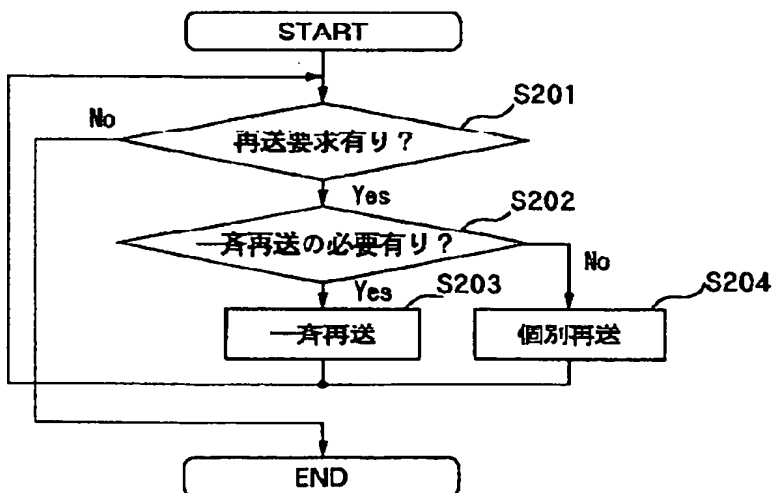 START
S201
No
再送要求有り？
Yes
S202
一斉再送の必要有り？
No
Yes
S203
S204
一斉再送
個別再送
END